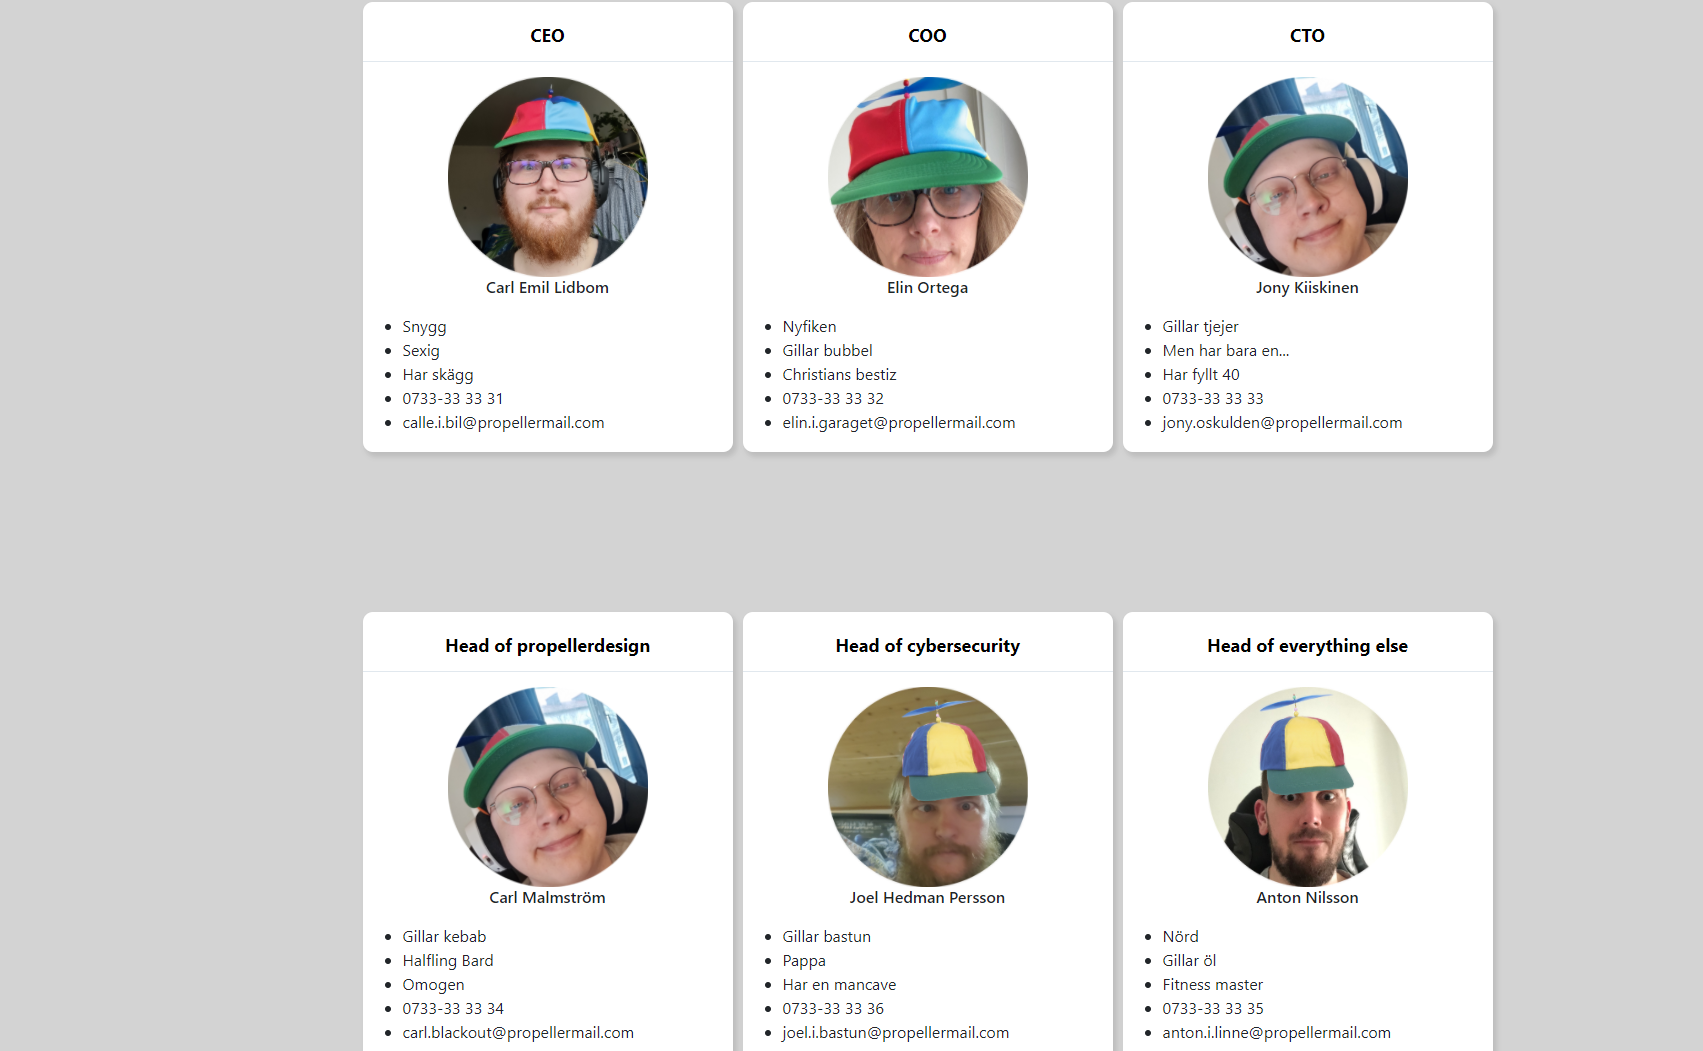 CEO
Carl Emil Lidbom
Snygg
Sexig
Har skägg
0733-33 33 31
calle.i.bil@propellermail.com
COO
Elin Ortega
Nyfiken
Gillar bubbel
Christians bestiz
0733-33 33 32
elin.i.garaget@propellermail.com
CTO
Jony Kiiskinen
Gillar tjejer
Men har bara en...
Har fyllt 40
0733-33 33 33
jony.oskulden@propellermail.com
Head of propellerdesign
Carl Malmström
Gillar kebab
Halfling Bard
Omogen
0733-33 33 34
carl.blackout@propellermail.com
Head of cybersecurity
Joel Hedman Persson
Gillar bastun
Pappa
Har en mancave
0733-33 33 36
joel.i.bastun@propellermail.com
Head of everything else
Anton Nilsson
Nörd
Gillar öl
Fitness master
0733-33 33 35
anton.i.linne@propellermail.com